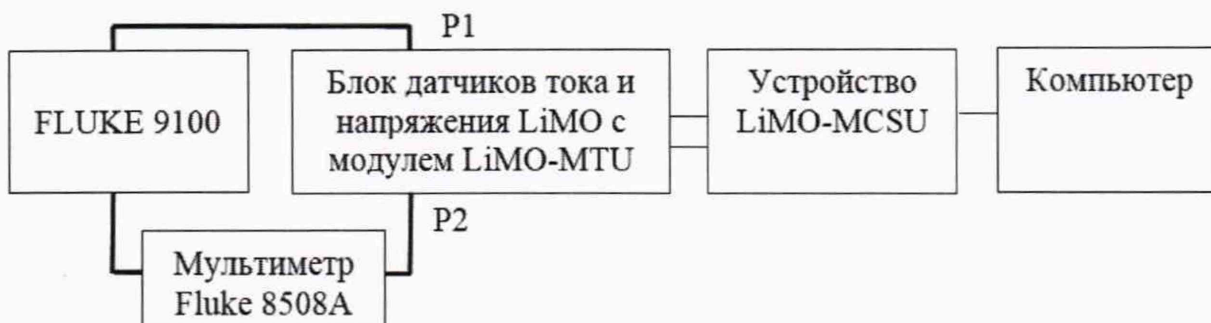 P1
FLUKE 9100
Блок датчиков тока и
напряжения LiMO с
модулем LiMO-MTU
Устройство
LiMO-MCSU
Компьютер
P2
Мультиметр
Fluke 8508A